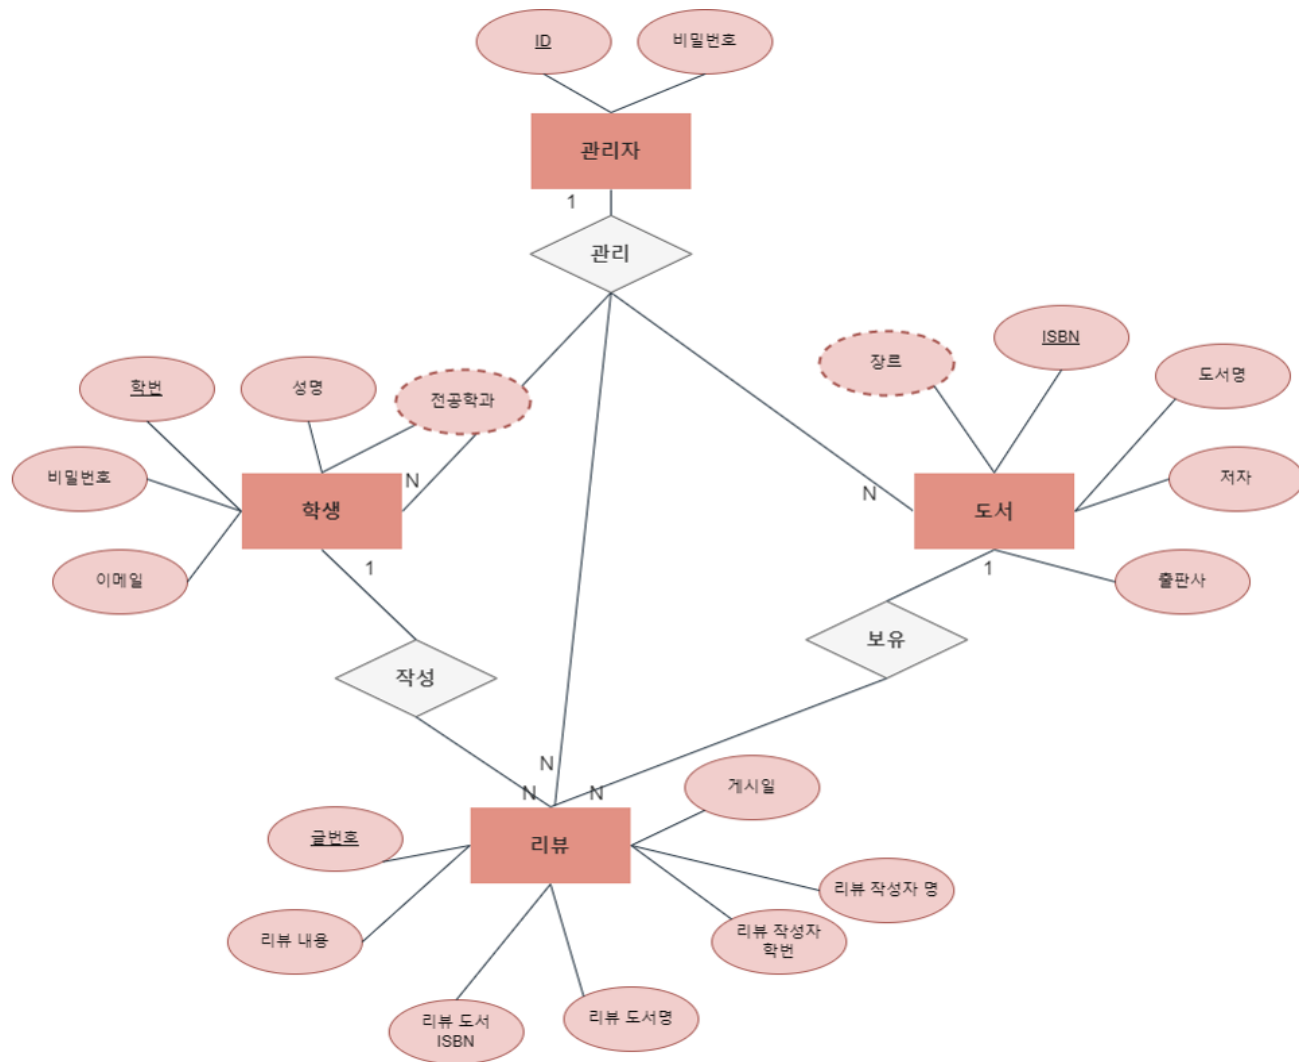 ID
비밀번호
관리자
1
관리
학번
성명
전공학과
장르
ISBN
도서명
비밀번호
저자
N
N
학생
도서
이메일
1
1
출판사
보유
작성
N
N
N
게시일
글번호
리뷰
리뷰 작성자 명
리뷰 내용
리뷰 작성자
학번
리뷰 도서
ISBN
리뷰 도서명